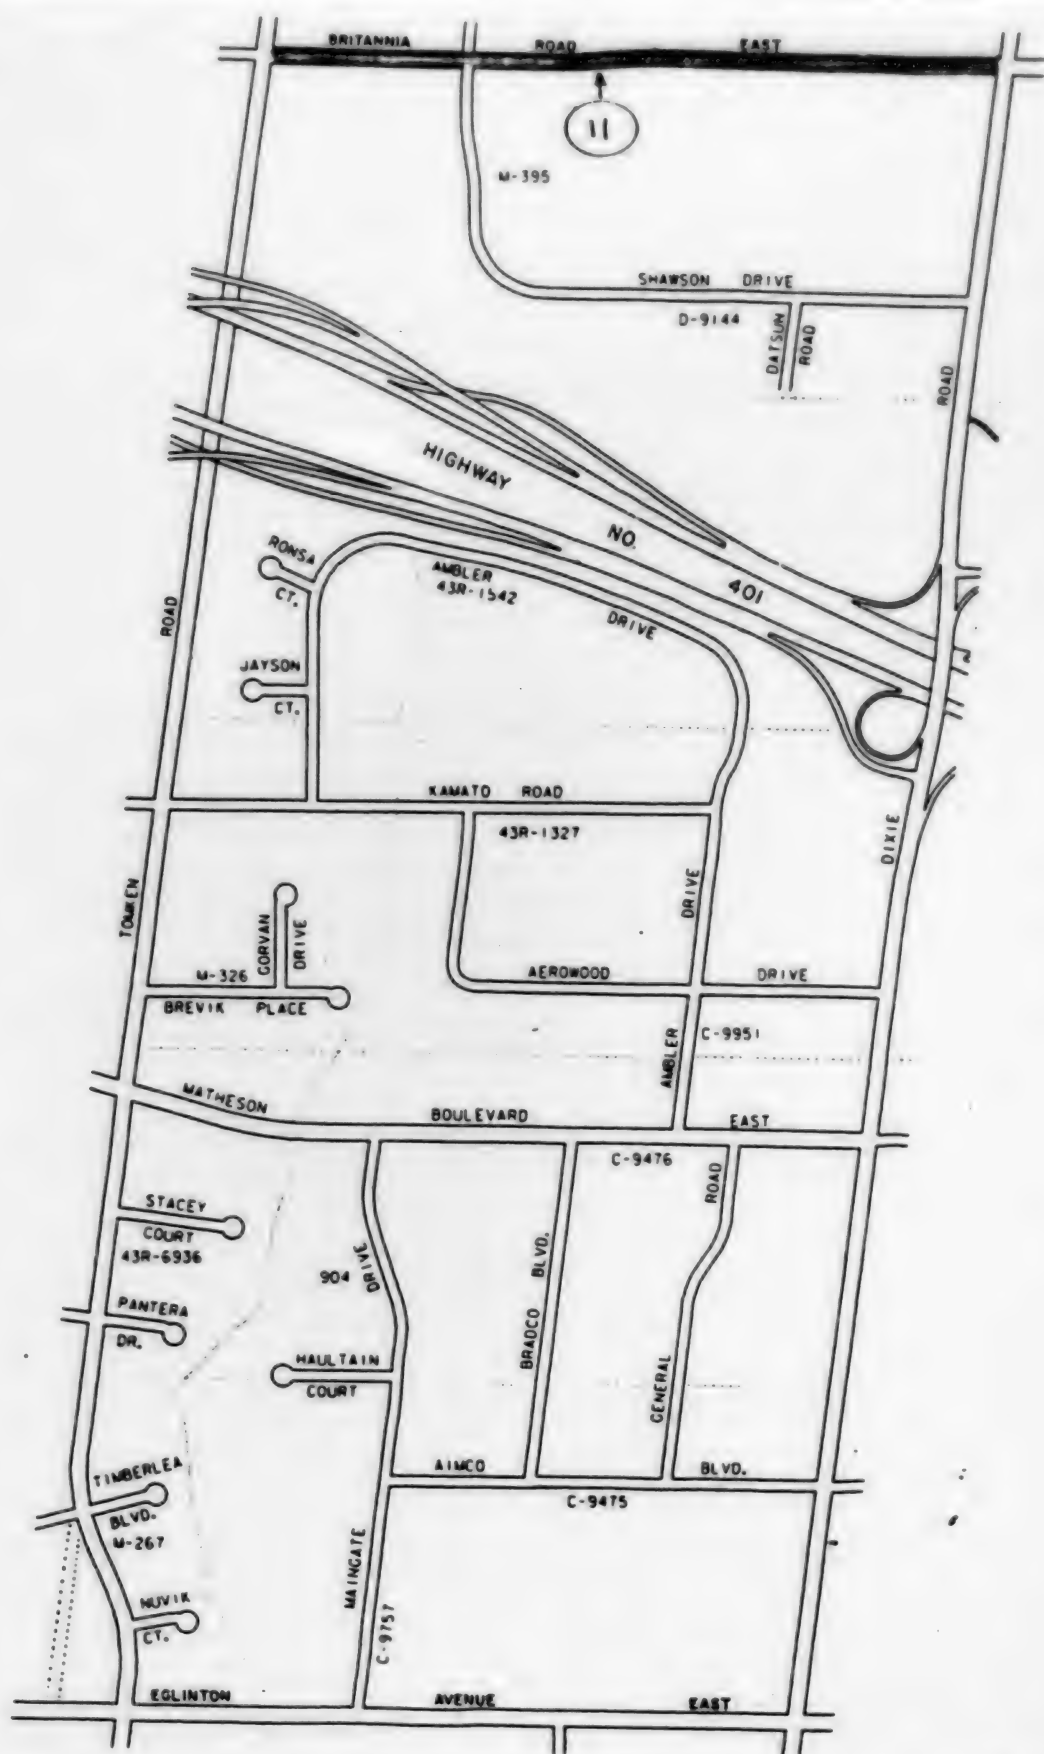 BRITANNIA ROAD EAST
11
M-395
SHAWSON DRIVE
D-9144
DATSUN ROAD
ROAD
HIGHWAY NO. 401
RONSA CT.
AMBLER DRIVE
43R-1542
ROAD
JAYSON CT.
KAMATO ROAD
43R-1327
DIXIE
TOMKEN
DRIVE
GORVAN DRIVE
M-326
BREVIK PLACE
AEROWOOD DRIVE
AMBLER
C-9951
MATHESON BOULEVARD EAST
C-9476
ROAD
STACEY COURT
43R-6936
904
DRIVE
BRADCO BLVD.
PANTERA DR.
HAULTAIN COURT
GENERAL
TIMBERLEA BLVD.
M-267
AIMCO BLVD.
C-9475
MAINGATE
NUVIK CT.
C-9757
EGLINTON AVENUE EAST